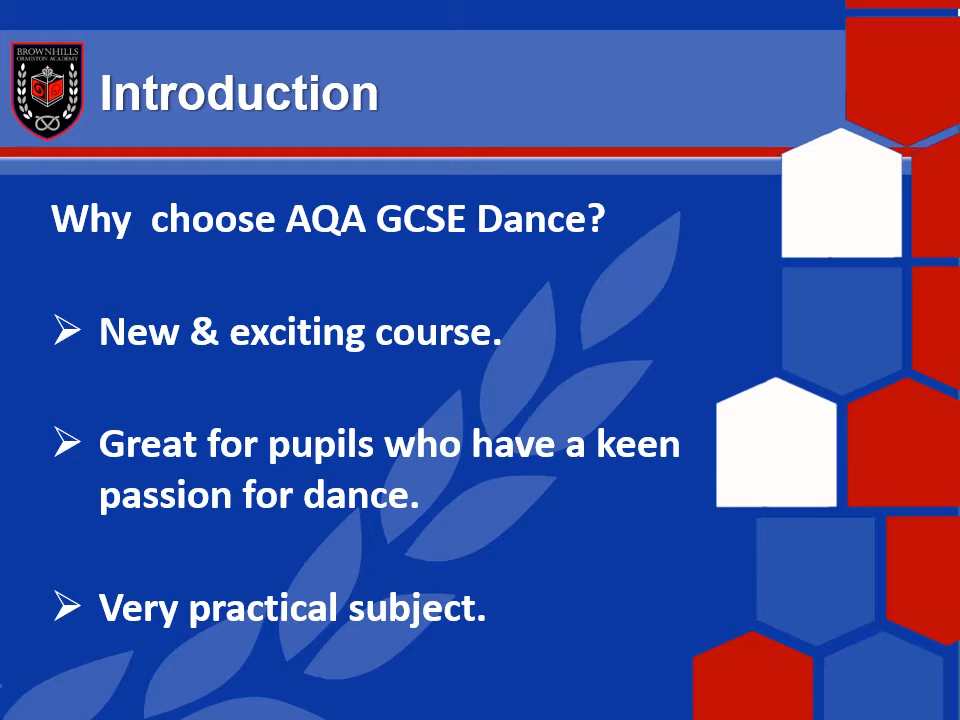 BROWNHILLS
ORMISTON ACADEMY
Introduction
Why  choose AQA GCSE Dance?
➢ New & exciting course.
➢ Great for pupils who have a keen
passion for dance.
➢ Very practical subject.